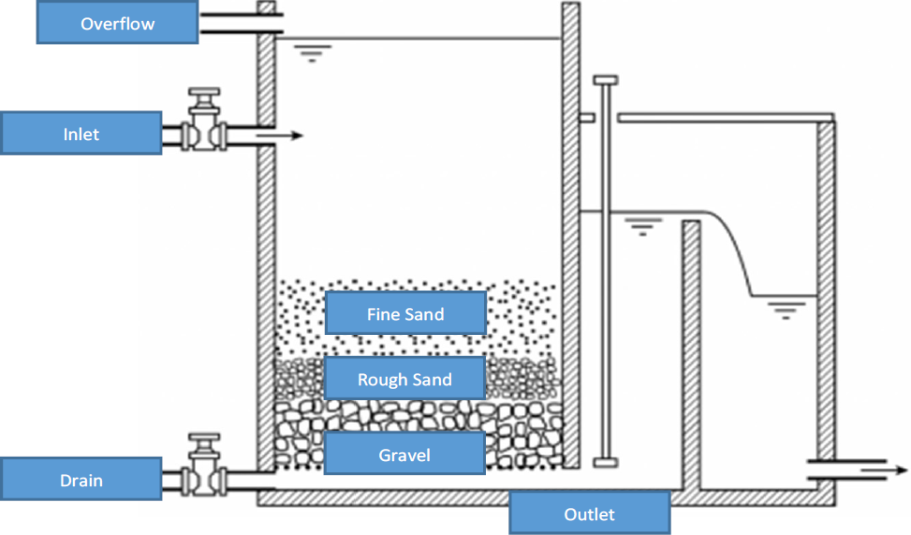 Overflow
Inlet
Fine Sand
Rough Sand
Gravel
Drain
Outlet